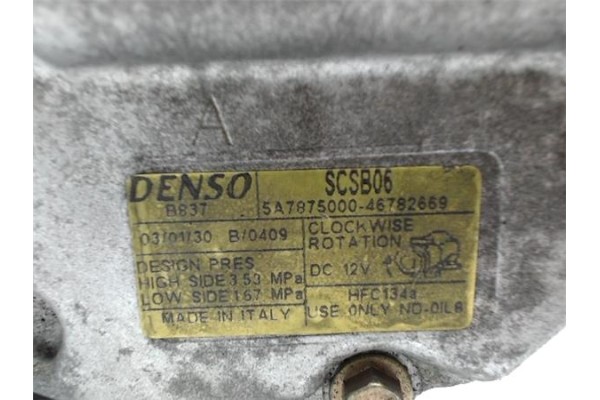 A
DENSO SCSB06
B837 5A7875000-46782669
03/01/30 B/0409 CLOCKWISE ROTATION
DESIGN PRES
HIGH SIDE 3.53 MPa DC 12V
LOW SIDE 1.67 MPa HFC134a
MADE IN ITALY USE ONLY ND-OIL8